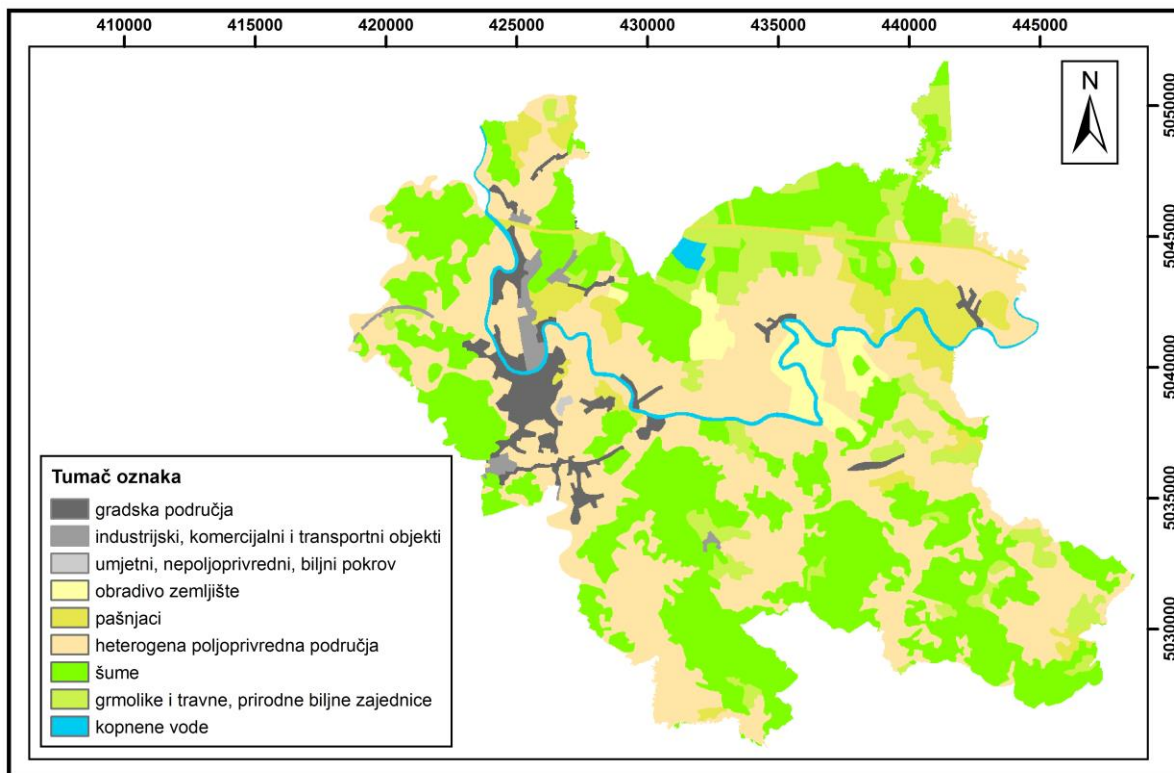 410000 420000 425000 430000 435000 440000 445000
N
5050000
5045000
5040000
5035000
5030000
Tumač oznaka
gradska područja
industrijski, komercijalni i transportni objekti
umjetni, nepoljoprivredni, biljni pokrov
obradivo zemljište
pašnjaci
heterogena poljoprivredna područja
šume
grmolike i travne, prirodne biljne zajednice
kopnene vode